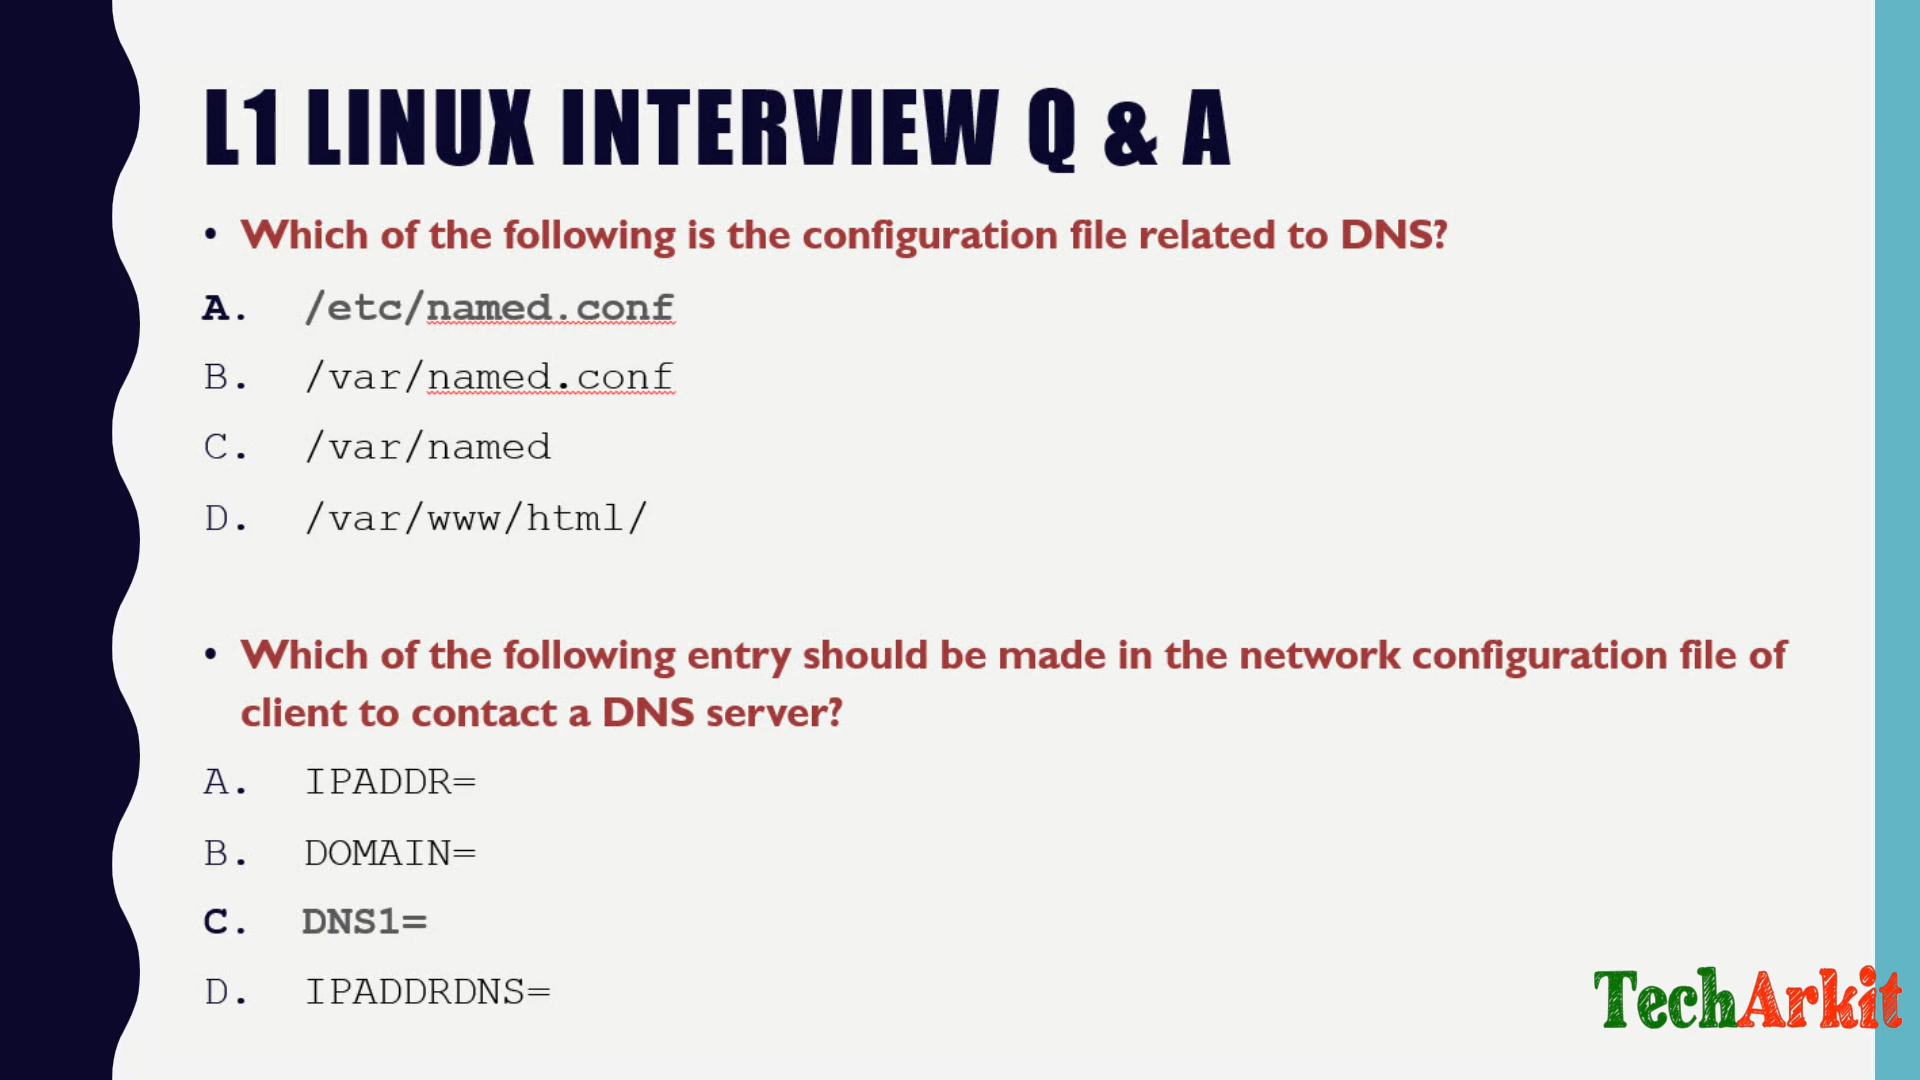 L1 LINUX INTERVIEW Q & A
• Which of the following is the configuration file related to DNS?
A. /etc/named.conf
B. /var/named.conf
C. /var/named
D. /var/www/html/
• Which of the following entry should be made in the network configuration file of
client to contact a DNS server?
A. IPADDR=
B. DOMAIN=
C. DNS1=
D. IPADDRDNS=
TechArkit